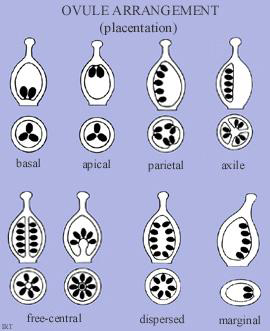 OVULE ARRANGEMENT
(placentation)
basal apical parietal axile
free-central dispersed marginal